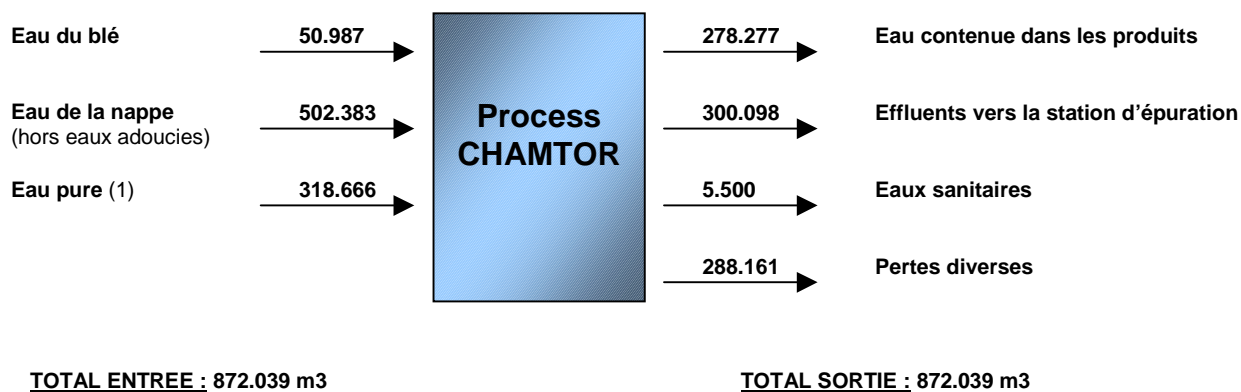 Eau du blé 50.987
Eau de la nappe 502.383
(hors eaux adoucies)
Eau pure (1) 318.666
Process
CHAMTOR
278.277 Eau contenue dans les produits
300.098 Effluents vers la station d'épuration
5.500 Eaux sanitaires
288.161 Pertes diverses
TOTAL ENTREE : 872.039 m3
TOTAL SORTIE : 872.039 m3